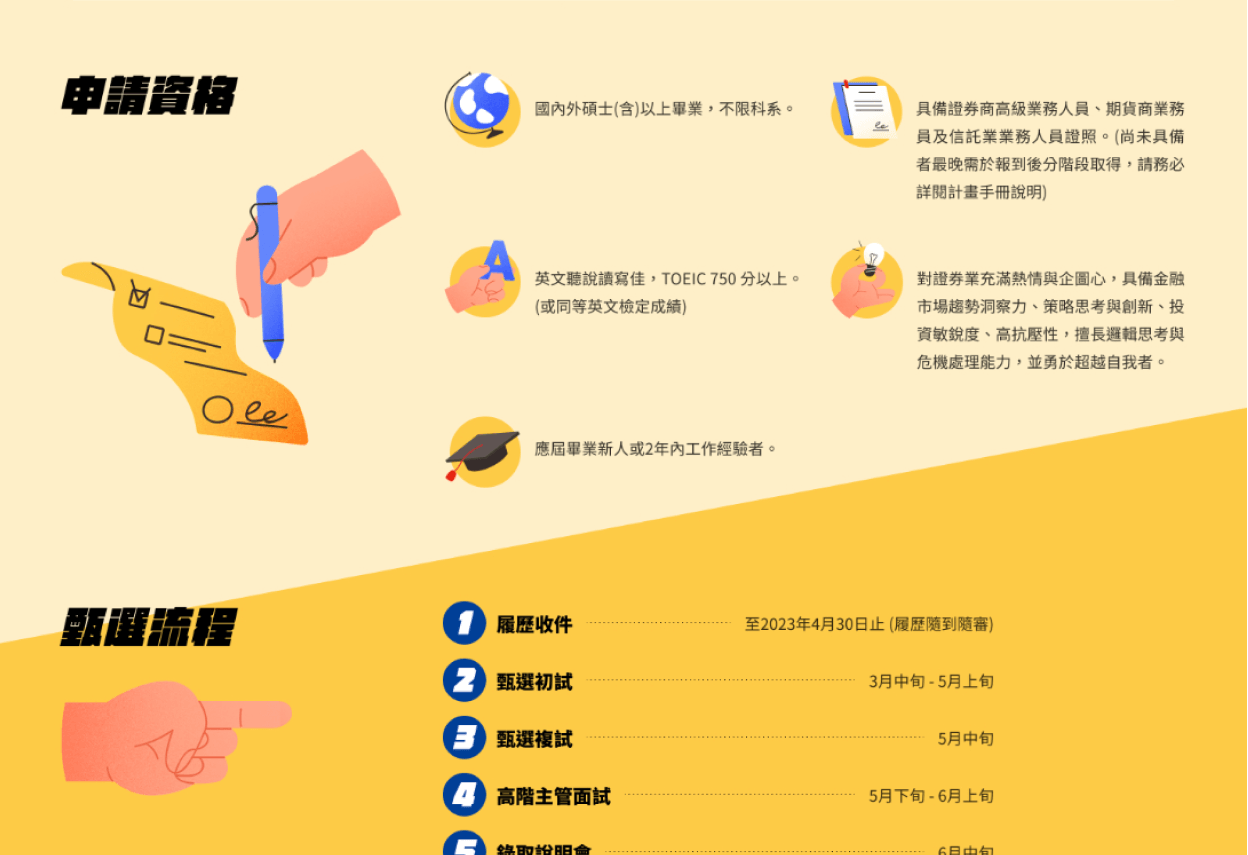 申請資格
國內外碩士(含)以上畢業，不限科系。
具備證券商高級業務人員、期貨商業務
員及信託業業務人員證照。(尚未具備
者最晚需於報到後分階段取得，請務必
詳閱計畫手冊說明)
A
英文聽說讀寫佳，TOEIC 750 分以上。
(或同等英文檢定成績)
對證券業充滿熱情與企圖心，具備金融
市場趨勢洞察力、策略思考與創新、投
資敏銳度、高抗壓性，擅長邏輯思考與
危機處理能力，並勇於超越自我者。
應屆畢業新人或2年內工作經驗者。
甄選流程
1 履歷收件 至2023年4月30日止 (履歷隨到隨審)
2 甄選初試 3月中旬 - 5月上旬
3 甄選複試 5月中旬
4 高階主管面試 5月下旬 - 6月上旬
5 錄取說明會 6月中旬